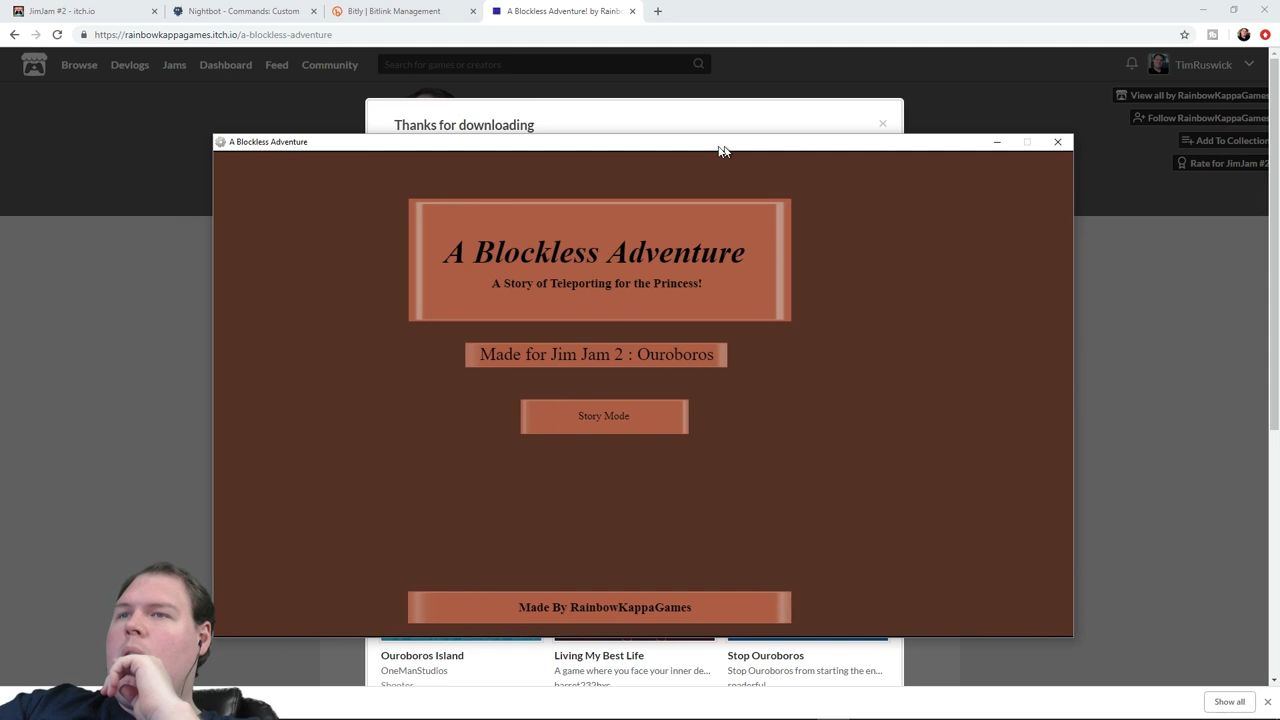 JimJam #2 - itch.io
Nightbot - Commands: Custom
Bitly | Bitlink Management
A Blockless Adventure! by Rainb
https://rainbowkappagames.itch.io/a-blockless-adventure
Browse Devlogs Jams Dashboard Feed Community
Search for games or creators
TimRuswick
View all by RainbowKappaGames
Follow RainbowKappaGames
Add To Collection
Rate for JimJam #2
Thanks for downloading
A Blockless Adventure
A Blockless Adventure
A Story of Teleporting for the Princess!
Made for Jim Jam 2 : Ouroboros
Story Mode
Made By RainbowKappaGames
Ouroboros Island Living My Best Life Stop Ouroboros
OneManStudios A game where you face your inner de... Stop Ouroboros from starting the en...
Shooter
Show all